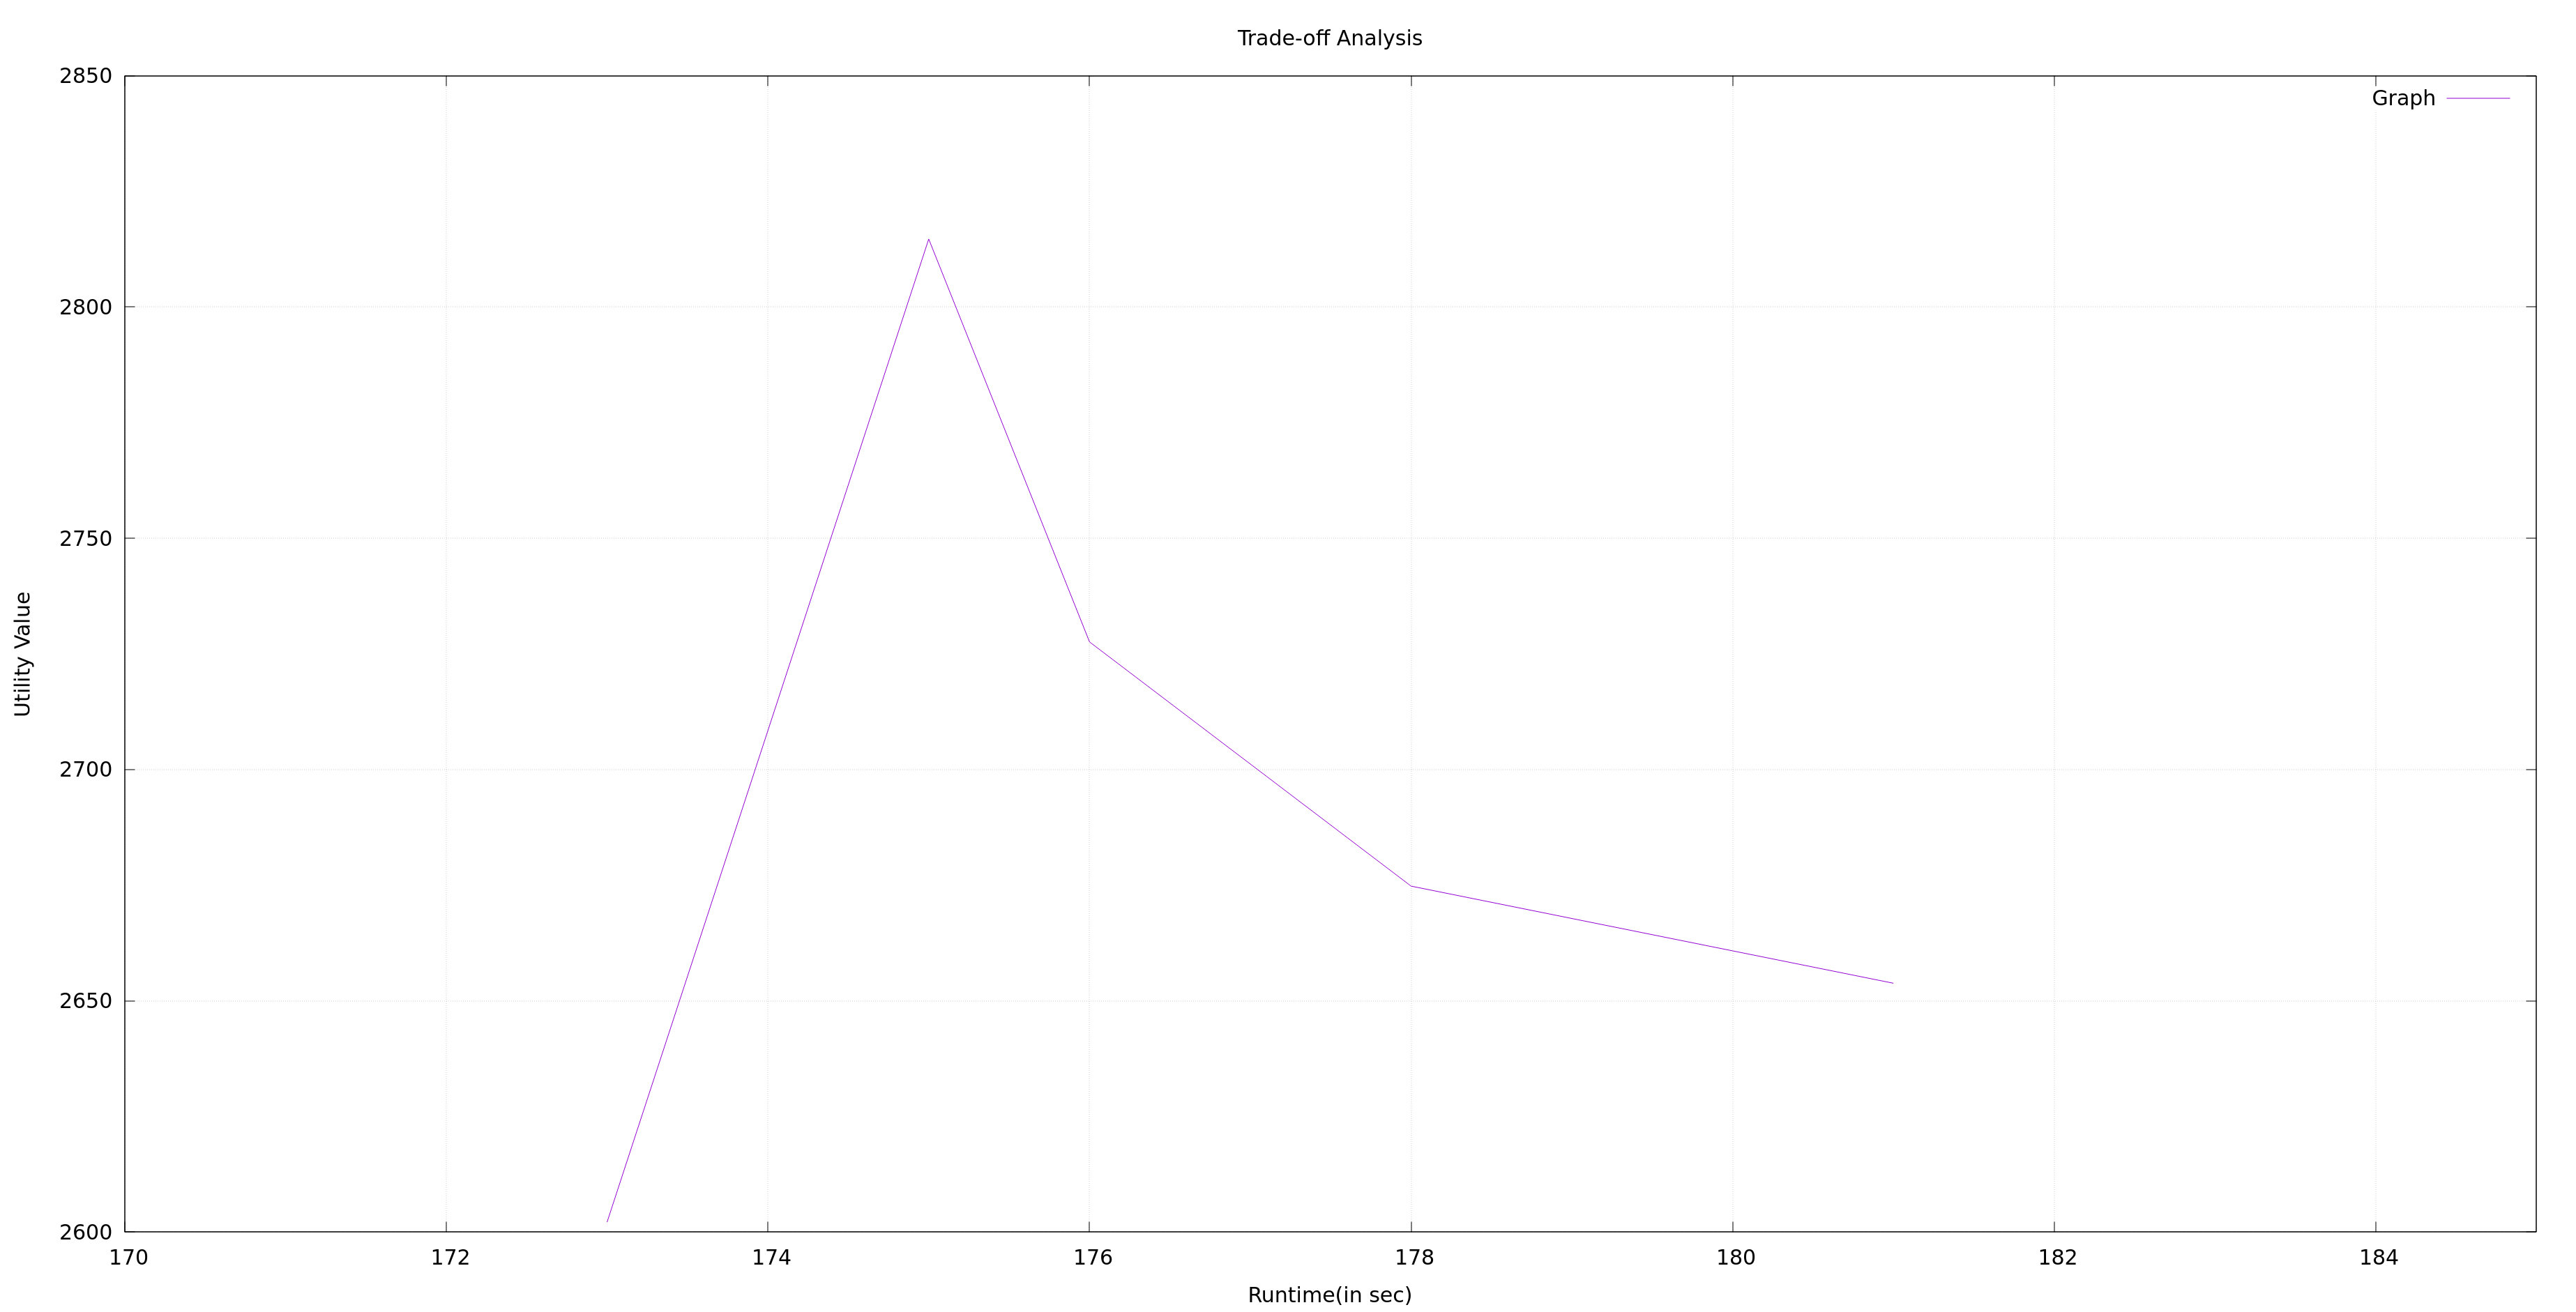 Trade-off Analysis
Graph
2850
2800
2750
2700
2650
2600
Utility Value
170 172 174 176 178 180 182 184
Runtime(in sec)